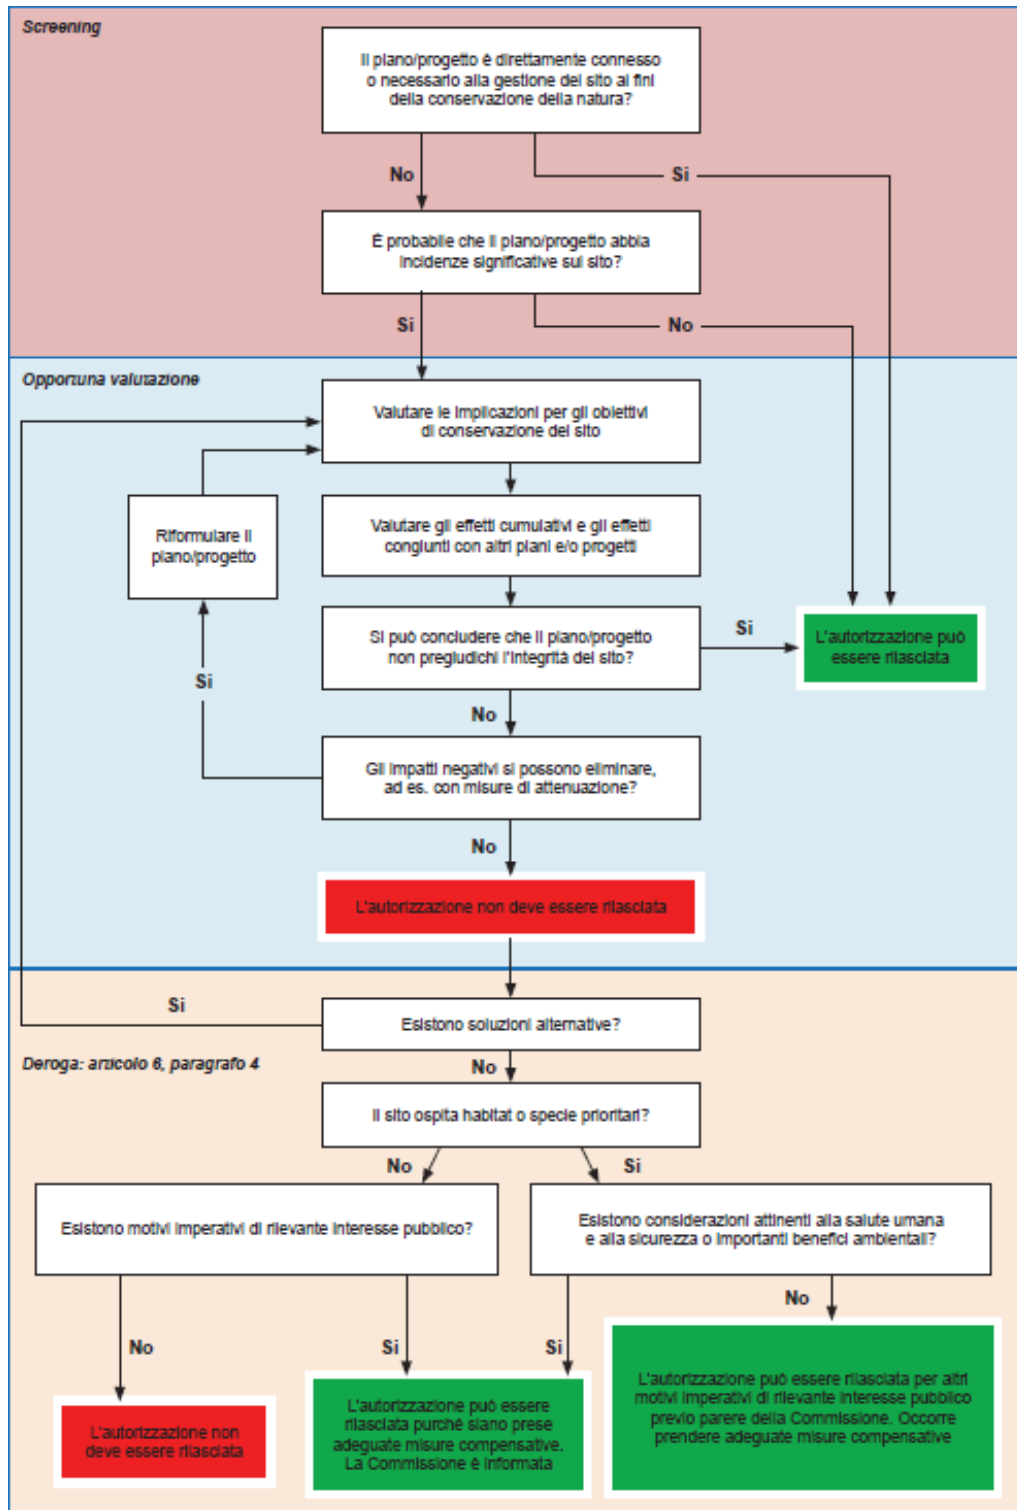 Screening
Il piano/progetto è direttamente connesso
o necessario alla gestione del sito ai fini
della conservazione della natura?
No
Si
È probabile che il piano/progetto abbia
incidenze significative sul sito?
Si
No
Opportuna valutazione
Valutare le implicazioni per gli obiettivi
di conservazione del sito
Riformulare il
piano/progetto
Valutare gli effetti cumulativi e gli effetti
congiunti con altri piani e/o progetti
Si può concludere che il piano/progetto
non pregiudichi l'integrità del sito?
Si
L'autorizzazione può
essere rilasciata
Si
No
Gli impatti negativi si possono eliminare,
ad es. con misure di attenuazione?
No
L'autorizzazione non deve essere rilasciata
Si
Esistono soluzioni alternative?
Deroga: articolo 6, paragrafo 4
No
Il sito ospita habitat o specie prioritari?
No
Si
Esistono motivi imperativi di rilevante interesse pubblico?
Esistono considerazioni attinenti alla salute umana
e alla sicurezza o importanti benefici ambientali?
No
Si
Si
No
L'autorizzazione non
deve essere rilasciata
L'autorizzazione può essere
rilasciata purché siano prese
adeguate misure compensative.
La Commissione è informata
L'autorizzazione può essere rilasciata per altri
motivi imperativi di rilevante interesse pubblico
previo parere della Commissione. Occorre
prendere adeguate misure compensative